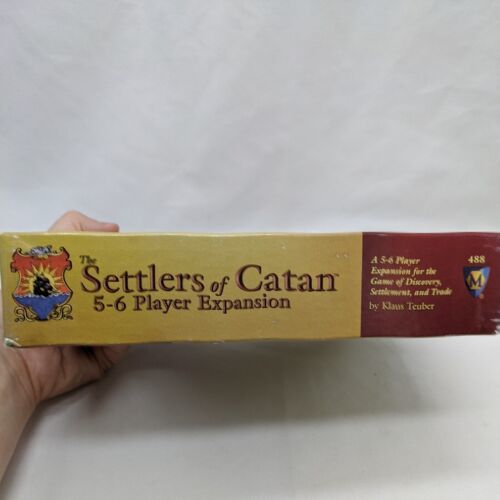 The
Settlers of Catan™
5-6 Player Expansion
A 5-6 Player
Expansion for the
Game of Discovery,
Settlement, and Trade
by Klaus Teuber
488
M